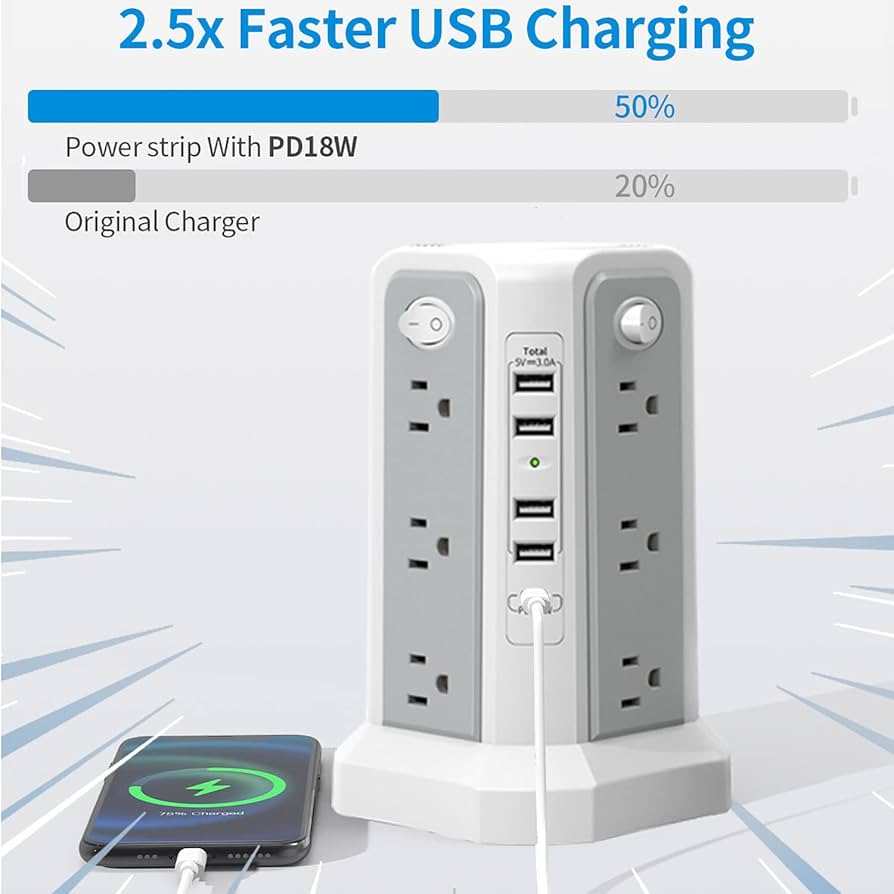 2.5x Faster USB Charging
50%
Power strip With PD18W
20%
Original Charger
Total
5V⎓3.0A
75% Charged